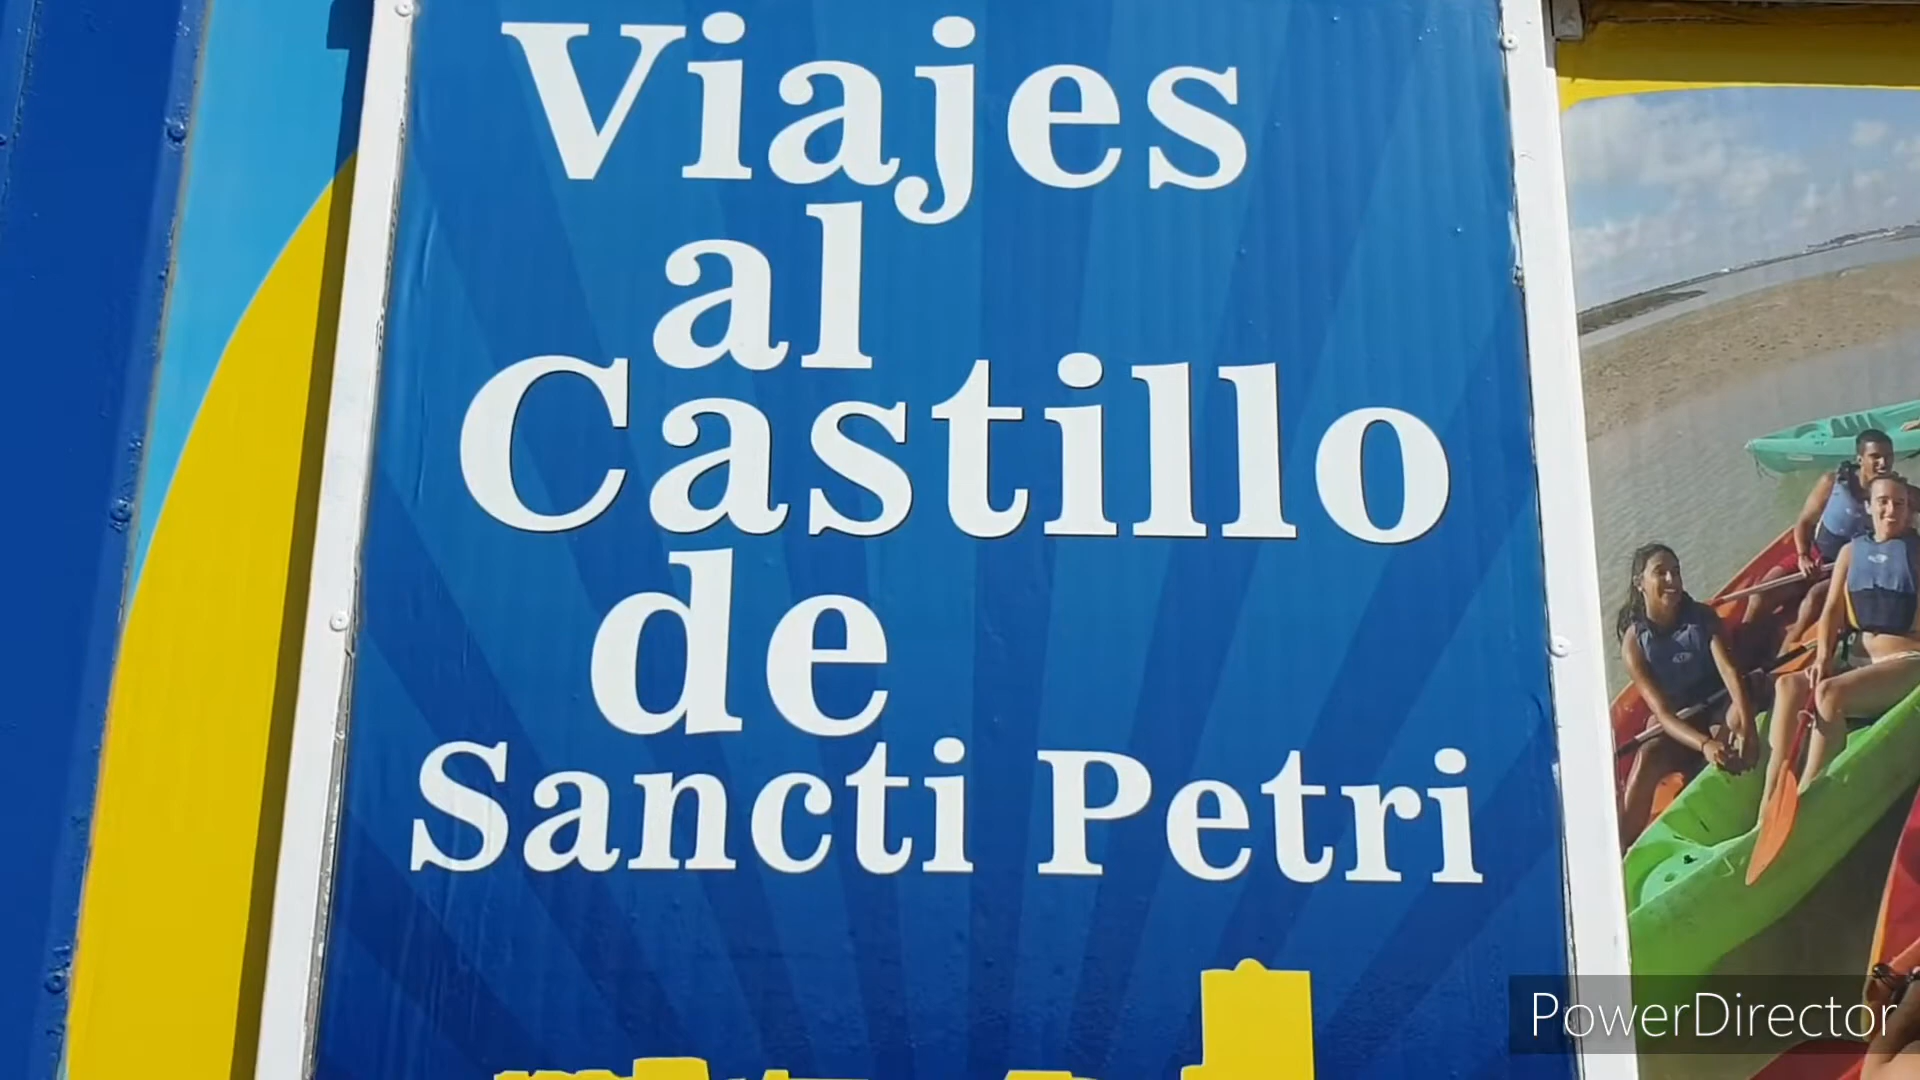 Viajes
al
Castillo
de
Sancti Petri
PowerDirector